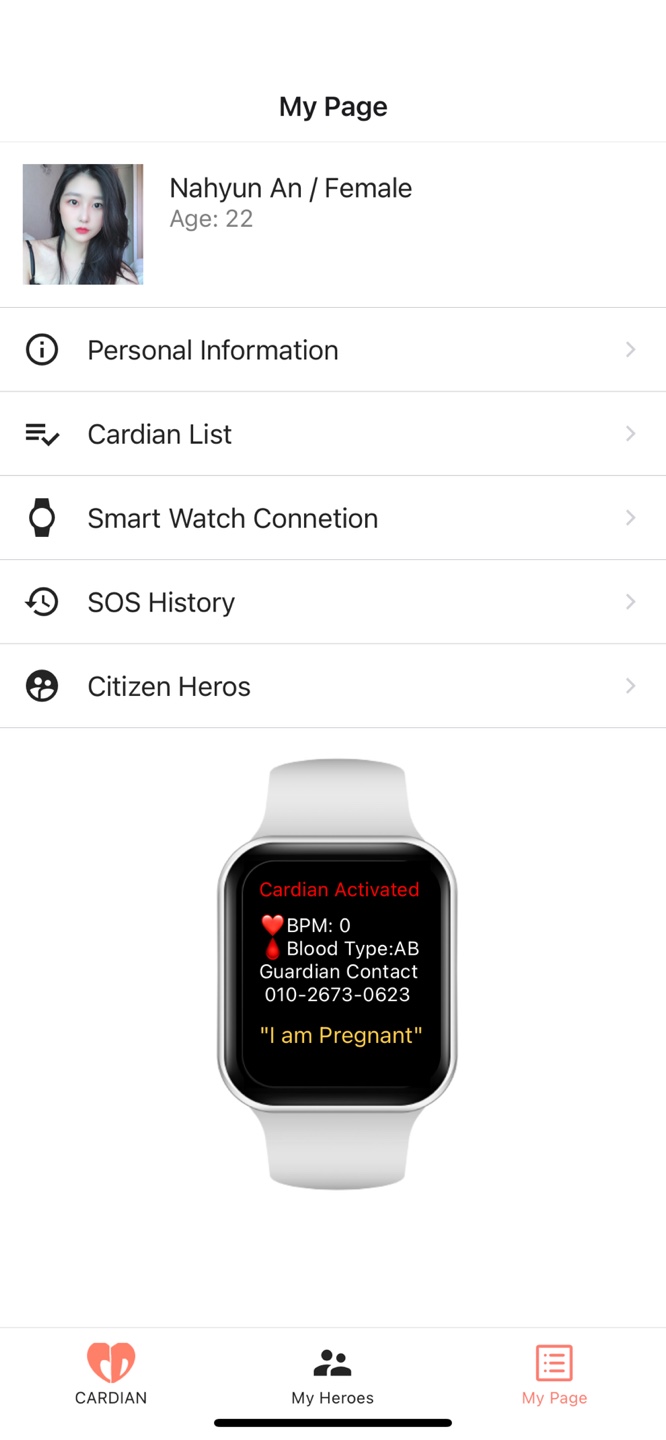 My Page
Nahyun An / Female
Age: 22
Personal Information
Cardian List
Smart Watch Connetion
SOS History
Citizen Heros
Cardian Activated
❤️BPM: 0
🩸Blood Type:AB
Guardian Contact
010-2673-0623
"I am Pregnant"
CARDIAN
My Heroes
My Page